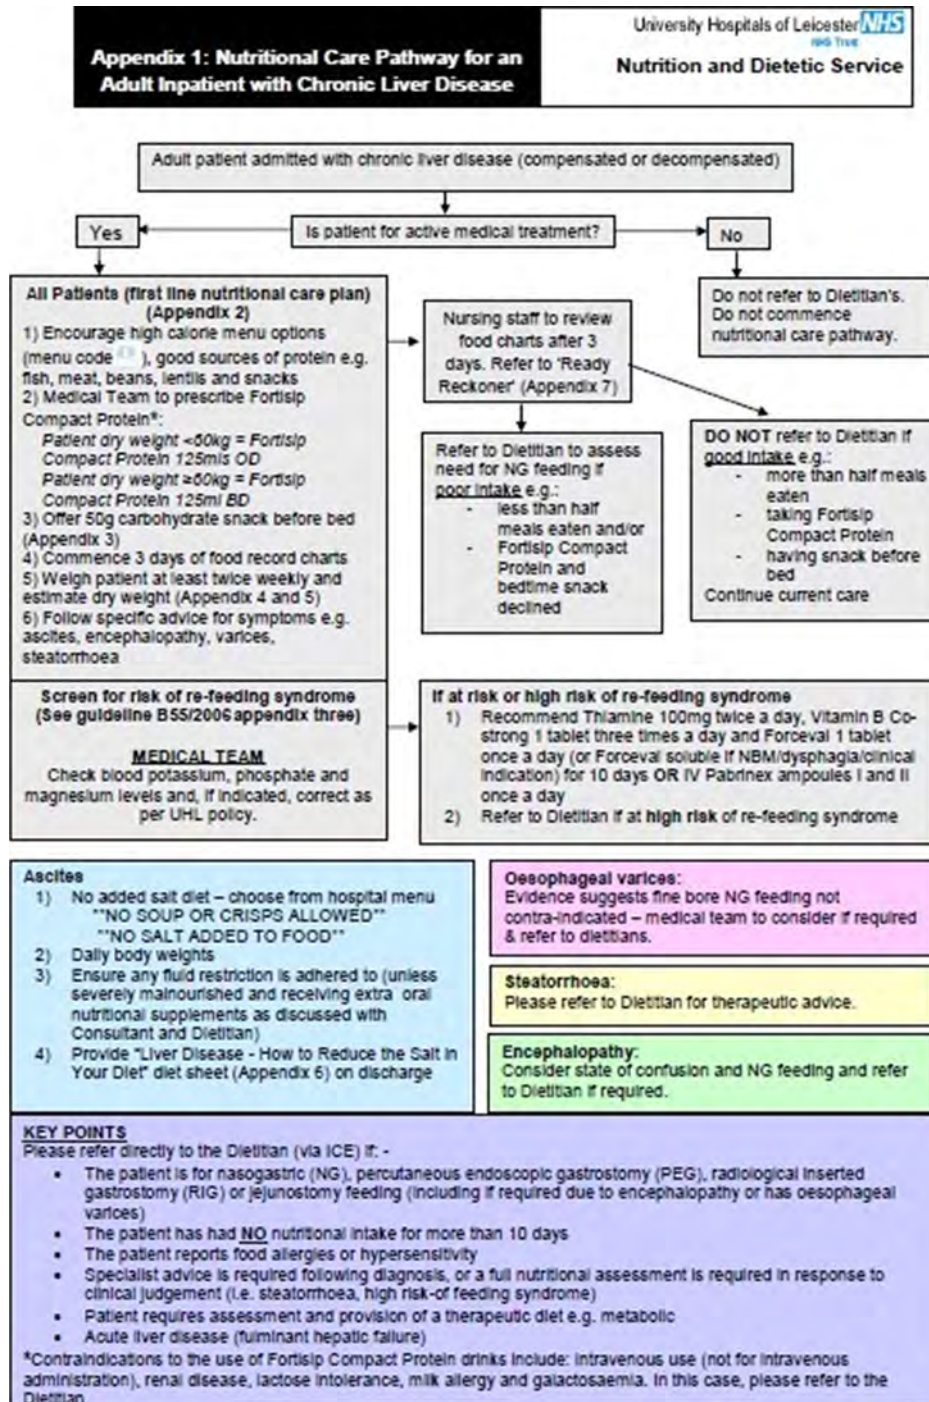 Appendix 1: Nutritional Care Pathway for an
Adult Inpatient with Chronic Liver Disease
University Hospitals of Leicester NHS
NHS Trust
Nutrition and Dietetic Service
Adult patient admitted with chronic liver disease (compensated or decompensated)
Is patient for active medical treatment?
Yes
No
All Patients (first line nutritional care plan)
(Appendix 2)
1) Encourage high calorie menu options
(menu code ), good sources of protein e.g.
fish, meat, beans, lentils and snacks
2) Medical Team to prescribe Fortisip
Compact Protein*:
Patient dry weight <60kg = Fortisip
Compact Protein 125mls OD
Patient dry weight ≥60kg = Fortisip
Compact Protein 125ml BD
3) Offer 50g carbohydrate snack before bed
(Appendix 3)
4) Commence 3 days of food record charts
5) Weigh patient at least twice weekly and
estimate dry weight (Appendix 4 and 5)
6) Follow specific advice for symptoms e.g.
ascites, encephalopathy, varices,
steatorrhoea
Nursing staff to review
food charts after 3
days. Refer to 'Ready
Reckoner' (Appendix 7)
Do not refer to Dietitian's.
Do not commence
nutritional care pathway.
Refer to Dietitian to assess
need for NG feeding if
poor intake e.g.:
- less than half
meals eaten and/or
- Fortisip Compact
Protein and
bedtime snack
declined
DO NOT refer to Dietitian if
good intake e.g.:
- more than half meals
eaten
- taking Fortisip
Compact Protein
- having snack before
bed
Continue current care
Screen for risk of re-feeding syndrome
(See guideline B55/2006 appendix three)
MEDICAL TEAM
Check blood potassium, phosphate and
magnesium levels and, if indicated, correct as
per UHL policy.
If at risk or high risk of re-feeding syndrome
1) Recommend Thiamine 100mg twice a day, Vitamin B Co-
strong 1 tablet three times a day and Forceval 1 tablet
once a day (or Forceval soluble if NBM/dysphagia/clinical
indication) for 10 days OR IV Pabrinex ampoules I and II
once a day
2) Refer to Dietitian if at high risk of re-feeding syndrome
Ascites
1) No added salt diet – choose from hospital menu
**NO SOUP OR CRISPS ALLOWED**
**NO SALT ADDED TO FOOD**
2) Daily body weights
3) Ensure any fluid restriction is adhered to (unless
severely malnourished and receiving extra oral
nutritional supplements as discussed with
Consultant and Dietitian)
4) Provide "Liver Disease - How to Reduce the Salt in
Your Diet" diet sheet (Appendix 6) on discharge
Oesophageal varices:
Evidence suggests fine bore NG feeding not
contra-indicated – medical team to consider if required
& refer to dietitians.
Steatorrhoea:
Please refer to Dietitian for therapeutic advice.
Encephalopathy:
Consider state of confusion and NG feeding and refer
to Dietitian if required.
KEY POINTS
Please refer directly to the Dietitian (via ICE) if: -
• The patient is for nasogastric (NG), percutaneous endoscopic gastrostomy (PEG), radiological inserted
gastrostomy (RIG) or jejunostomy feeding (including if required due to encephalopathy or has oesophageal
varices)
• The patient has had NO nutritional intake for more than 10 days
• The patient reports food allergies or hypersensitivity
• Specialist advice is required following diagnosis, or a full nutritional assessment is required in response to
clinical judgement (i.e. steatorrhoea, high risk-of feeding syndrome)
• Patient requires assessment and provision of a therapeutic diet e.g. metabolic
• Acute liver disease (fulminant hepatic failure)
*Contraindications to the use of Fortisip Compact Protein drinks include: intravenous use (not for intravenous
administration), renal disease, lactose intolerance, milk allergy and galactosaemia. In this case, please refer to the
Dietitian